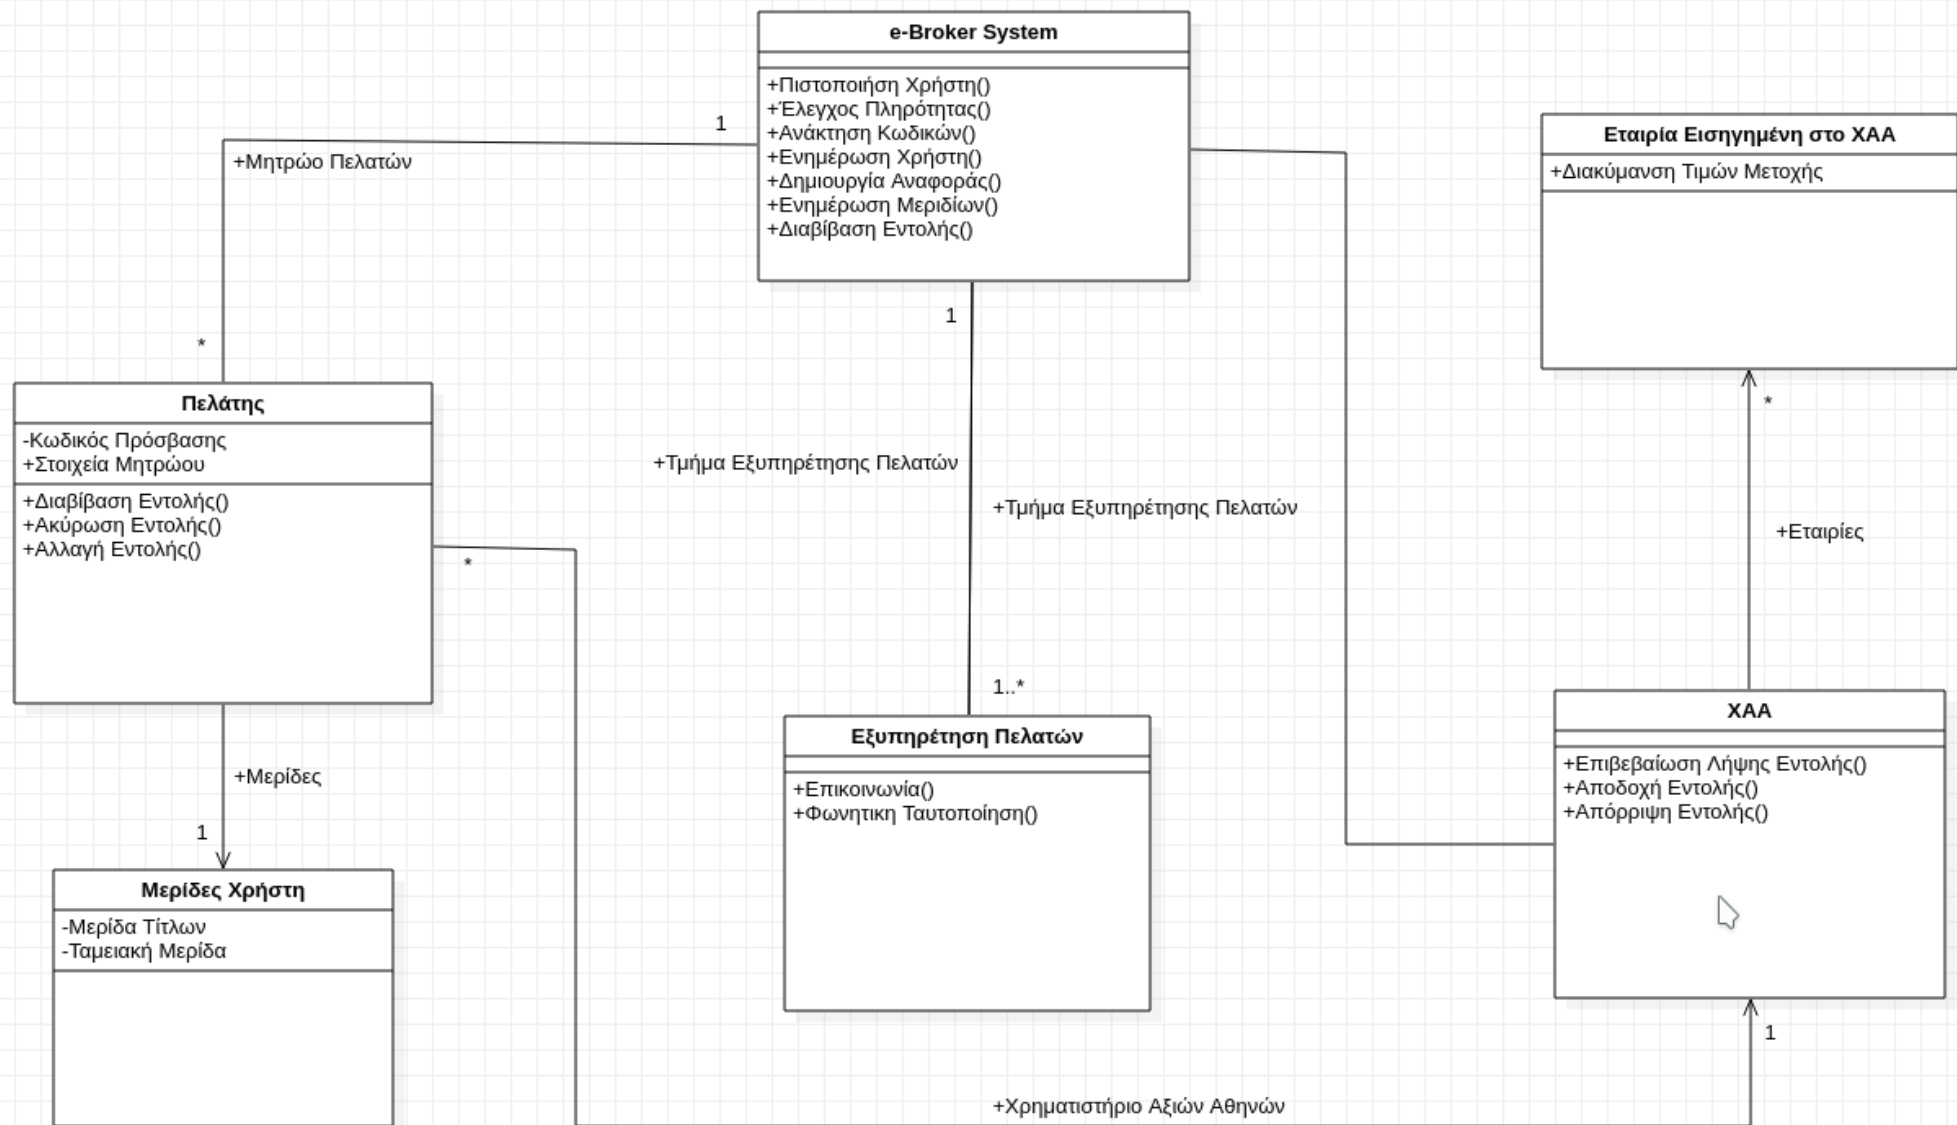 e-Broker System
+Πιστοποιήση Χρήστη()
+Έλεγχος Πληρότητας()
+Ανάκτηση Κωδικών()
+Ενημέρωση Χρήστη()
+Δημιουργία Αναφοράς()
+Ενημέρωση Μεριδίων()
+Διαβίβαση Εντολής()
1
+Μητρώο Πελατών
*
1
Εταιρία Εισηγημένη στο ΧΑΑ
+Διακύμανση Τιμών Μετοχής
*
Πελάτης
-Κωδικός Πρόσβασης
+Στοιχεία Μητρώου
+Διαβίβαση Εντολής()
+Ακύρωση Εντολής()
+Αλλαγή Εντολής()
*
+Τμήμα Εξυπηρέτησης Πελατών
+Τμήμα Εξυπηρέτησης Πελατών
+Εταιρίες
1..*
Εξυπηρέτηση Πελατών
+Επικοινωνία()
+Φωνητικη Ταυτοποίηση()
ΧΑΑ
+Επιβεβαίωση Λήψης Εντολής()
+Αποδοχή Εντολής()
+Απόρριψη Εντολής()
+Μερίδες
1
Μερίδες Χρήστη
-Μερίδα Τίτλων
-Ταμειακή Μερίδα
1
+Χρηματιστήριο Αξιών Αθηνών